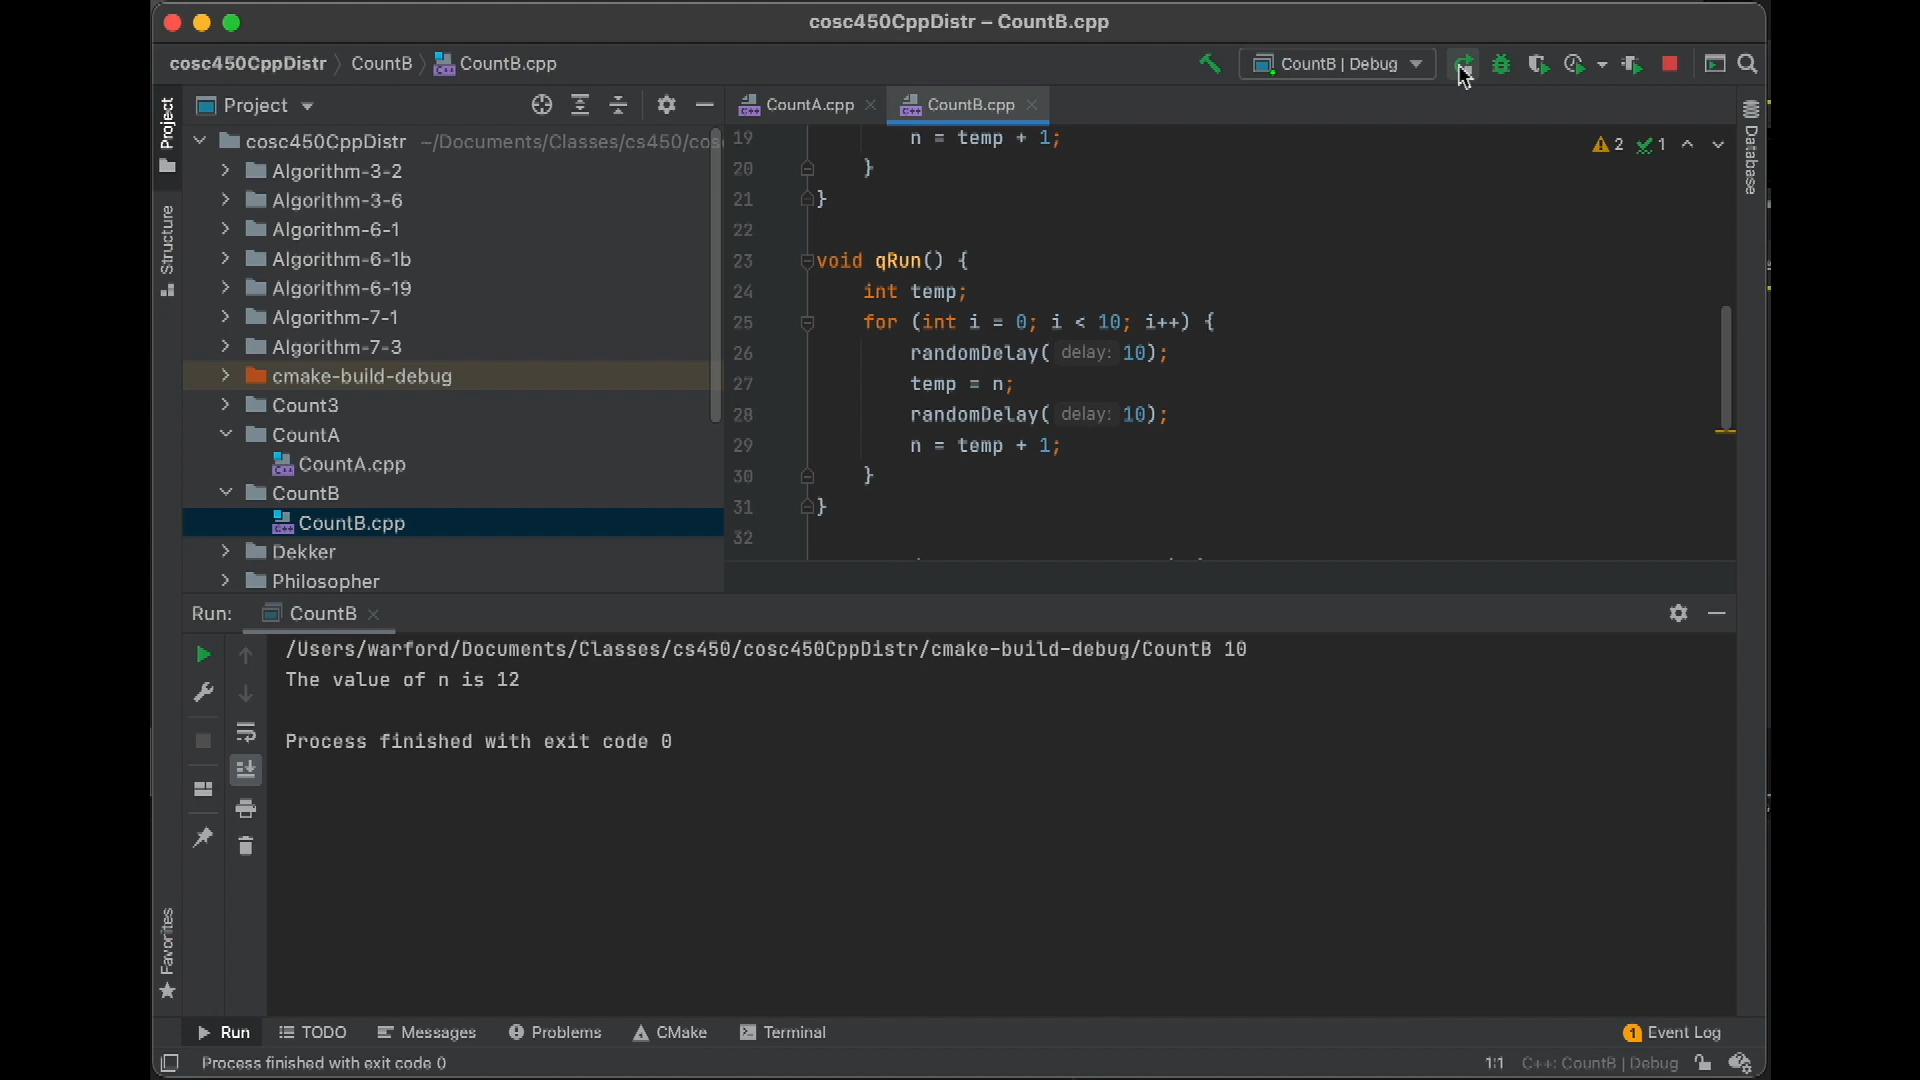 cosc450CppDistr – CountB.cpp
cosc450CppDistr CountB CountB.cpp
CountB | Debug
Project
CountA.cpp
CountB.cpp
cosc450CppDistr ~/Documents/Classes/cs450/cos
Algorithm-3-2
Algorithm-3-6
Algorithm-6-1
Algorithm-6-1b
Algorithm-6-19
Algorithm-7-1
Algorithm-7-3
cmake-build-debug
Count3
CountA
CountA.cpp
CountB
CountB.cpp
Dekker
Philosopher
Project
Structure
Favorites
Database
2 1
19 n = temp + 1;
20 }
21 }
22
23 void qRun() {
24 int temp;
25 for (int i = 0; i < 10; i++) {
26 randomDelay( delay: 10);
27 temp = n;
28 randomDelay( delay: 10);
29 n = temp + 1;
30 }
31 }
32
Run: CountB
/Users/warford/Documents/Classes/cs450/cosc450CppDistr/cmake-build-debug/CountB 10
The value of n is 12
Process finished with exit code 0
Run TODO Messages Problems CMake Terminal 1 Event Log
Process finished with exit code 0
1:1 C++: CountB | Debug